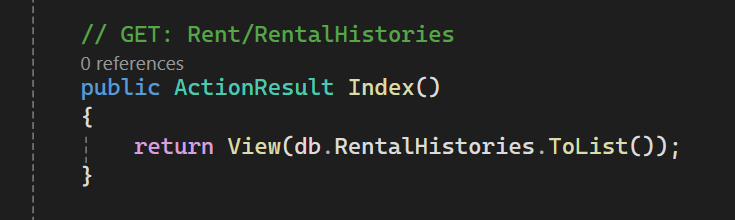 // GET: Rent/RentalHistories
0 references
public ActionResult Index()
{
return View(db.RentalHistories.ToList());
}